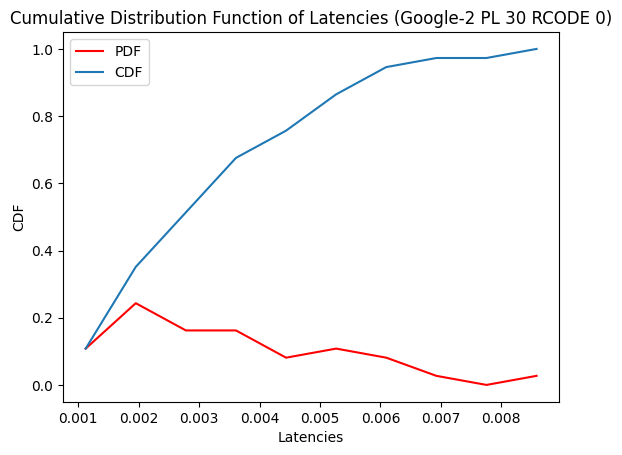 Cumulative Distribution Function of Latencies (Google-2 PL 30 RCODE 0)
PDF
CDF
1.0
0.8
0.6
0.4
0.2
0.0
CDF
0.001 0.002 0.003 0.004 0.005 0.006 0.007 0.008
Latencies